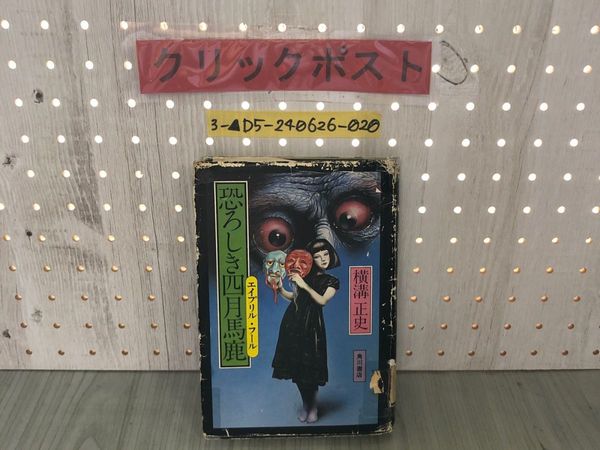 クリックポスト
3-▲D5-240626-020
恐ろしき四月馬鹿
エイプリル・フール
横溝正史
角川書店